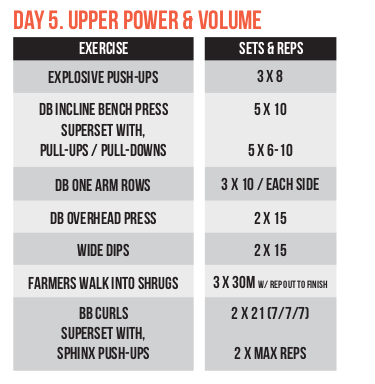 DAY 5. UPPER POWER & VOLUME
EXERCISE SETS & REPS
EXPLOSIVE PUSH-UPS 3 X 8
DB INCLINE BENCH PRESS 5 X 10
SUPERSET WITH,
PULL-UPS / PULL-DOWNS 5 X 6-10
DB ONE ARM ROWS 3 X 10 / EACH SIDE
DB OVERHEAD PRESS 2 X 15
WIDE DIPS 2 X 15
FARMERS WALK INTO SHRUGS 3 X 30M W/ REP OUT TO FINISH
BB CURLS 2 X 21 (7/7/7)
SUPERSET WITH,
SPHINX PUSH-UPS 2 X MAX REPS